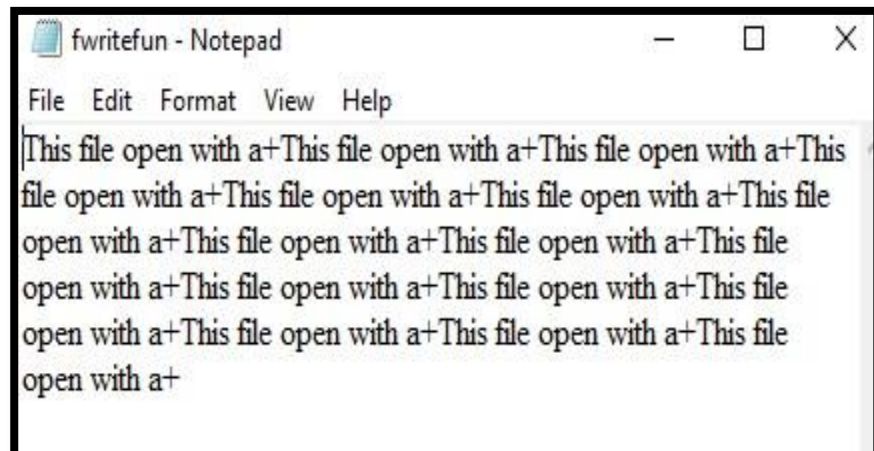 fwritefun - Notepad
File Edit Format View Help
This file open with a+This file open with a+This file open with a+This
file open with a+This file open with a+This file open with a+This file
open with a+This file open with a+This file open with a+This file
open with a+This file open with a+This file open with a+This file
open with a+This file open with a+This file open with a+This file
open with a+